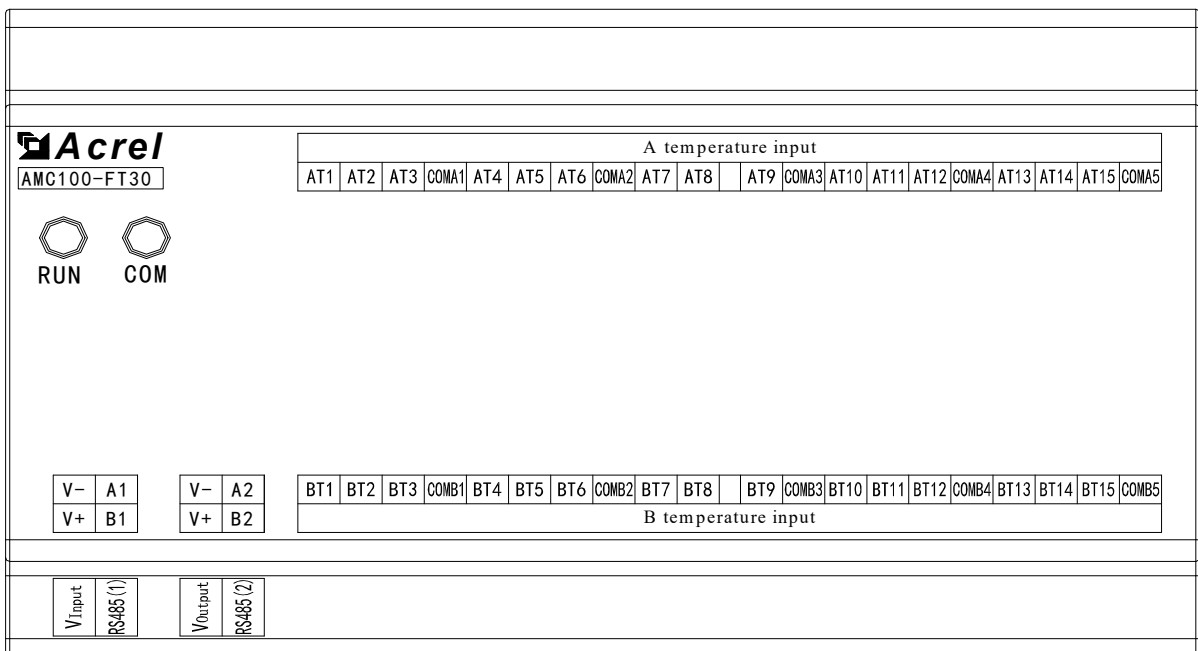 Acrel
AMC100-FT30
A temperature input
AT1 AT2 AT3 COMA1 AT4 AT5 AT6 COMA2 AT7 AT8 AT9 COMA3 AT10 AT11 AT12 COMA4 AT13 AT14 AT15 COMA5
RUN COM
V- A1 V- A2 BT1 BT2 BT3 COMB1 BT4 BT5 BT6 COMB2 BT7 BT8 BT9 COMB3 BT10 BT11 BT12 COMB4 BT13 BT14 BT15 COMB5
V+ B1 V+ B2 B temperature input
VInput RS485(1) VOutput RS485(2)